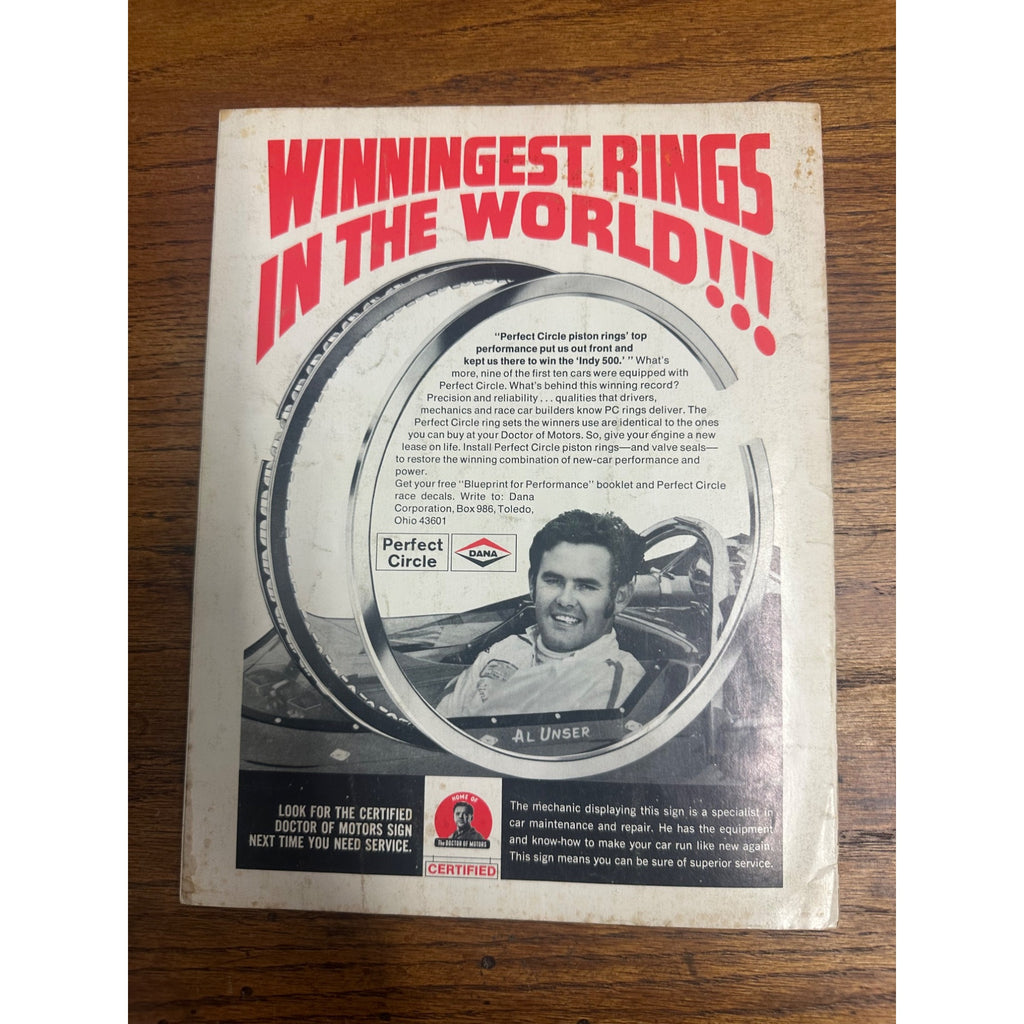 WINNINGEST RINGS
IN THE WORLD!!!
"Perfect Circle piston rings' top
performance put us out front and
kept us there to win the 'Indy 500.' " What's
more, nine of the first ten cars were equipped with
Perfect Circle. What's behind this winning record?
Precision and reliability . . . qualities that drivers,
mechanics and race car builders know PC rings deliver. The
Perfect Circle ring sets the winners use are identical to the ones
you can buy at your Doctor of Motors. So, give your engine a new
lease on life. Install Perfect Circle piston rings—and valve seals—
to restore the winning combination of new-car performance and
power.
Get your free "Blueprint for Performance" booklet and Perfect Circle
race decals. Write to: Dana
Corporation, Box 986, Toledo,
Ohio 43601
Perfect
Circle
DANA
AL UNSER
LOOK FOR THE CERTIFIED
DOCTOR OF MOTORS SIGN
NEXT TIME YOU NEED SERVICE.
HOME OF
The DOCTOR OF MOTORS
CERTIFIED
The mechanic displaying this sign is a specialist in
car maintenance and repair. He has the equipment
and know-how to make your car run like new again.
This sign means you can be sure of superior service.